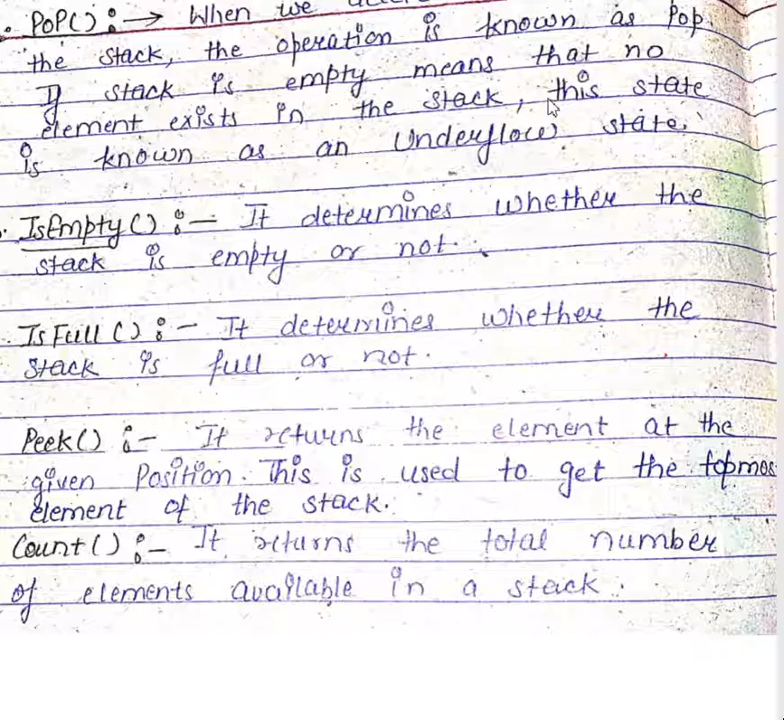 . POP() :→ When we
the stack, the operation is known as Pop.
If stack is empty means that no
element exists in the stack, this state
is known as an Underflow state.
. IsEmpty() :- It determines whether the
stack is empty or not.
. IsFull() :- It determines whether the
stack is full or not.
Peek() :- It returns the element at the
given Position. This is used to get the topmos
element of the stack.
Count() :- It returns the total number
of elements available in a stack.